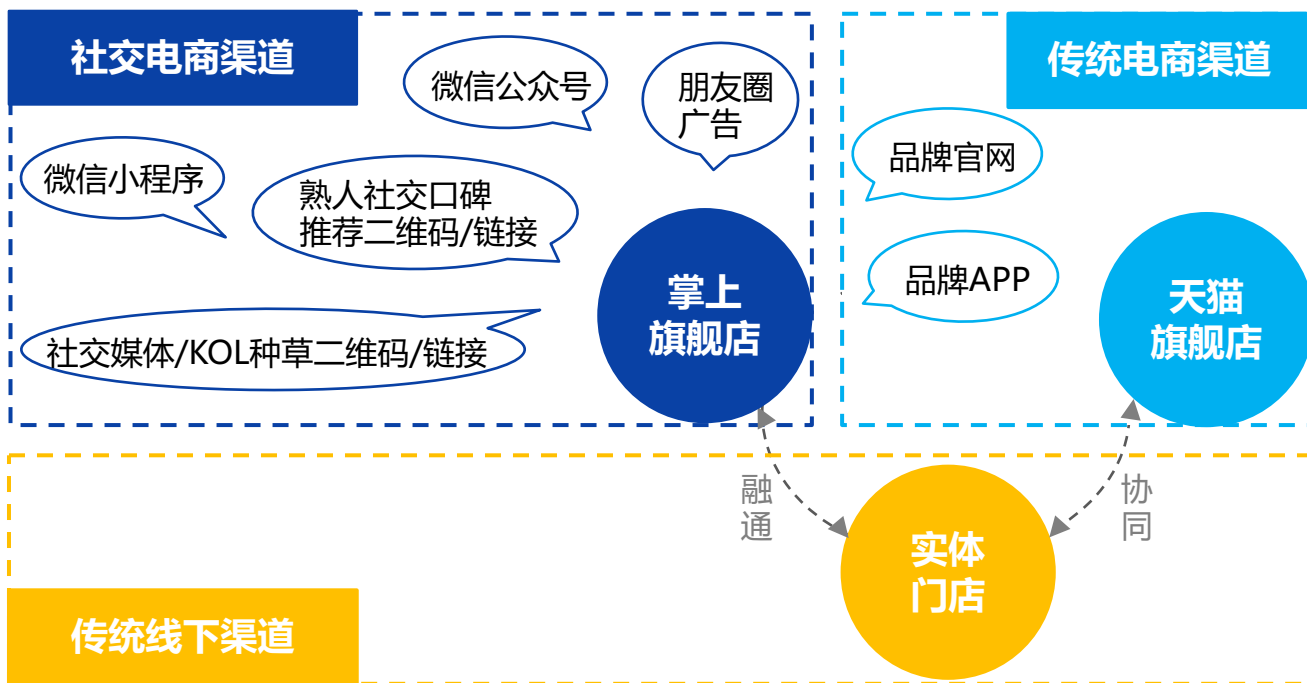 社交电商渠道
微信公众号
朋友圈
广告
微信小程序
熟人社交口碑
推荐二维码/链接
社交媒体/KOL种草二维码/链接
掌上
旗舰店
传统电商渠道
品牌官网
品牌APP
天猫
旗舰店
融
通
协
同
实体
门店
传统线下渠道